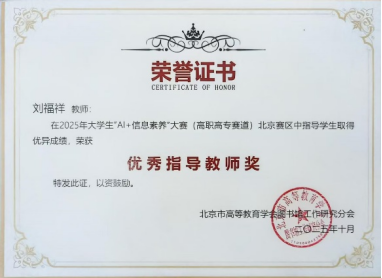 荣誉证书
CERTIFICATE OF HONOR
刘福祥 教师：
在2025年大学生“AI+信息素养”大赛（高职高专赛道）北京赛区中指导学生取得
优异成绩，荣获
优秀指导教师奖
特发此证，以资鼓励。
北京市高等教育学会图书馆工作研究分会
二〇二五年十月